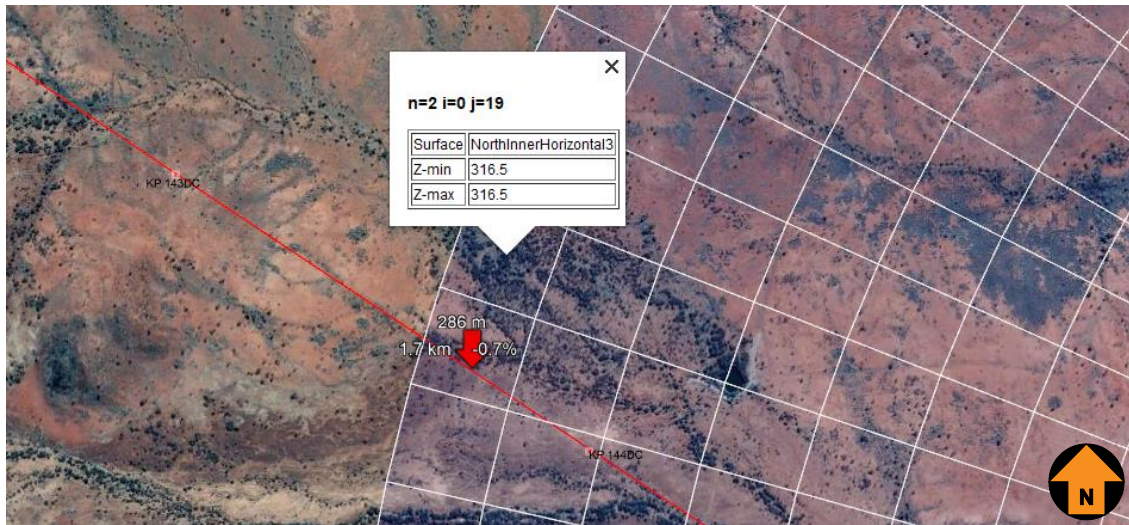 n=2 i=0 j=19
Surface NorthInnerHorizontal3
Z-min 316.5
Z-max 316.5
KP 143DC
286 m
1.7 km -0.7%
KP 144DC
N